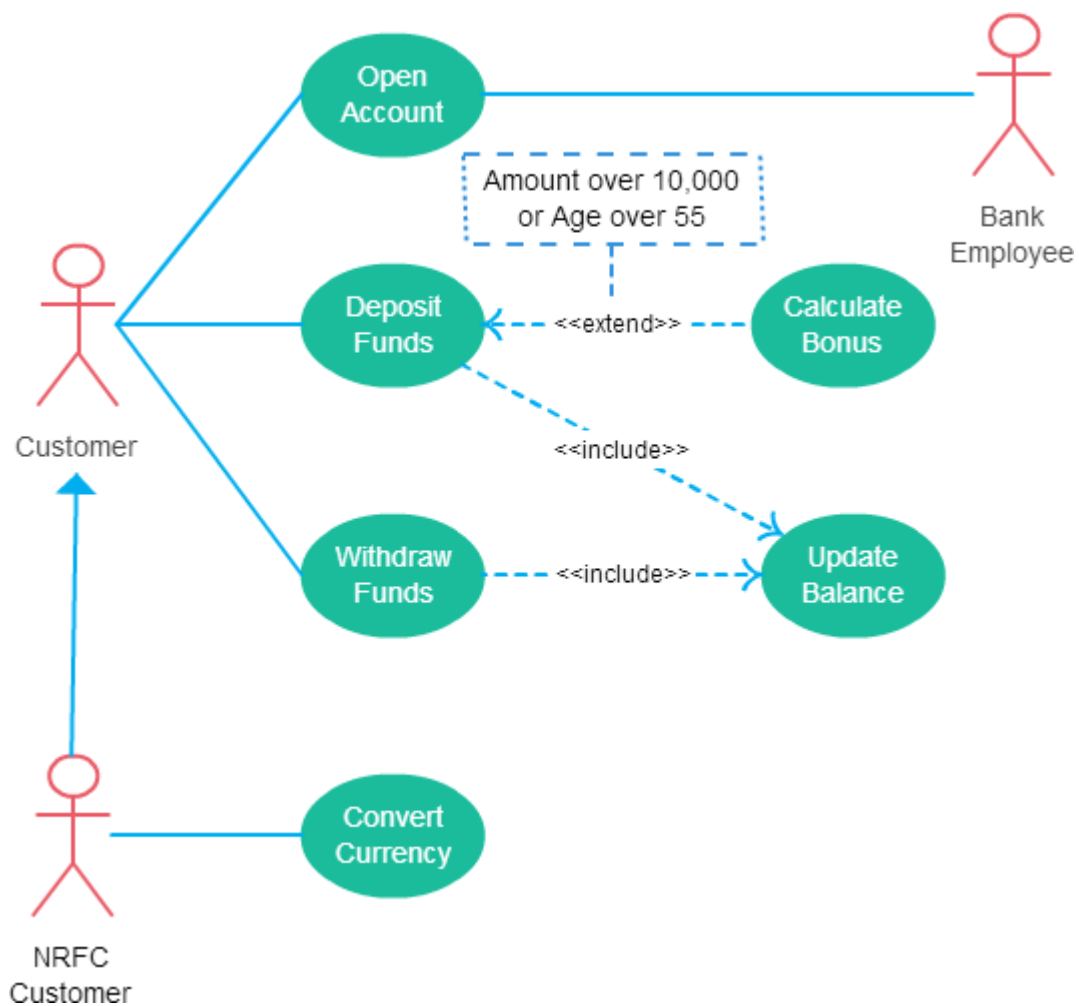 Open
Account
Amount over 10,000
or Age over 55
Bank
Employee
Deposit
Funds
<<extend>>
Calculate
Bonus
Customer
<<include>>
Withdraw
Funds
<<include>>
Update
Balance
Convert
Currency
NRFC
Customer